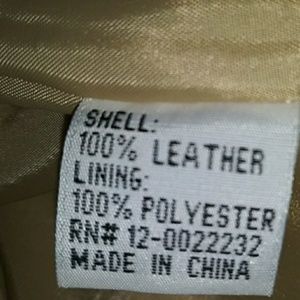 SHELL:
100% LEATHER
LINING:
100% POLYESTER
RN# 12-0022232
MADE IN CHINA